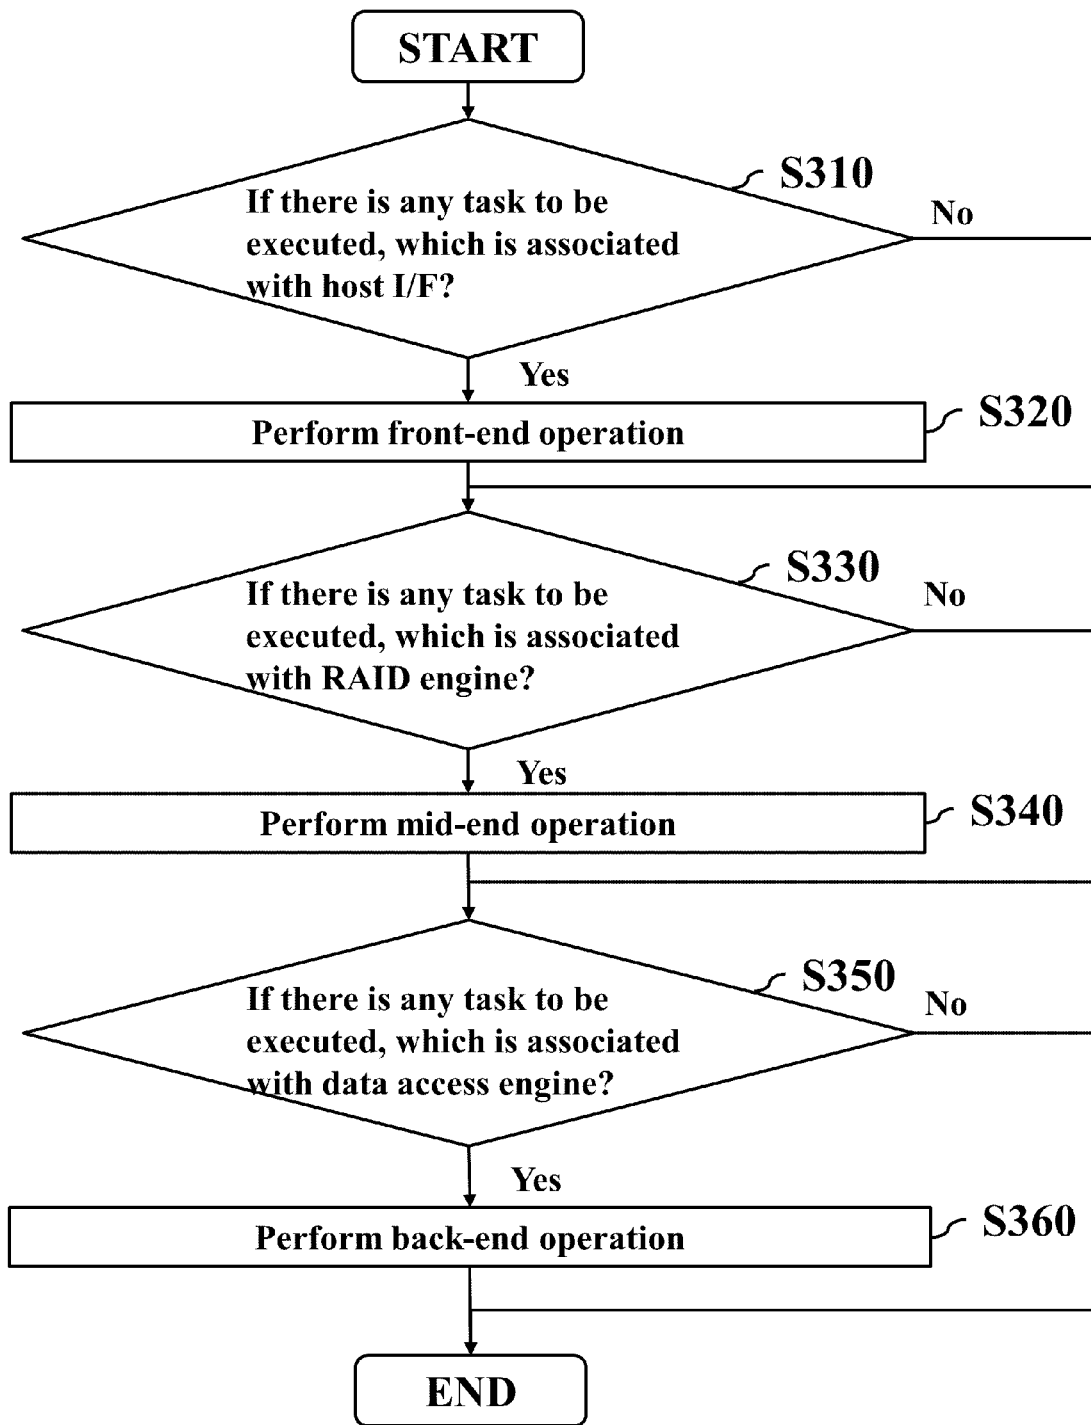 START
S310
If there is any task to be
executed, which is associated
with host I/F?
No
Yes
S320
Perform front-end operation
S330
If there is any task to be
executed, which is associated
with RAID engine?
No
Yes
S340
Perform mid-end operation
S350
If there is any task to be
executed, which is associated
with data access engine?
No
Yes
S360
Perform back-end operation
END